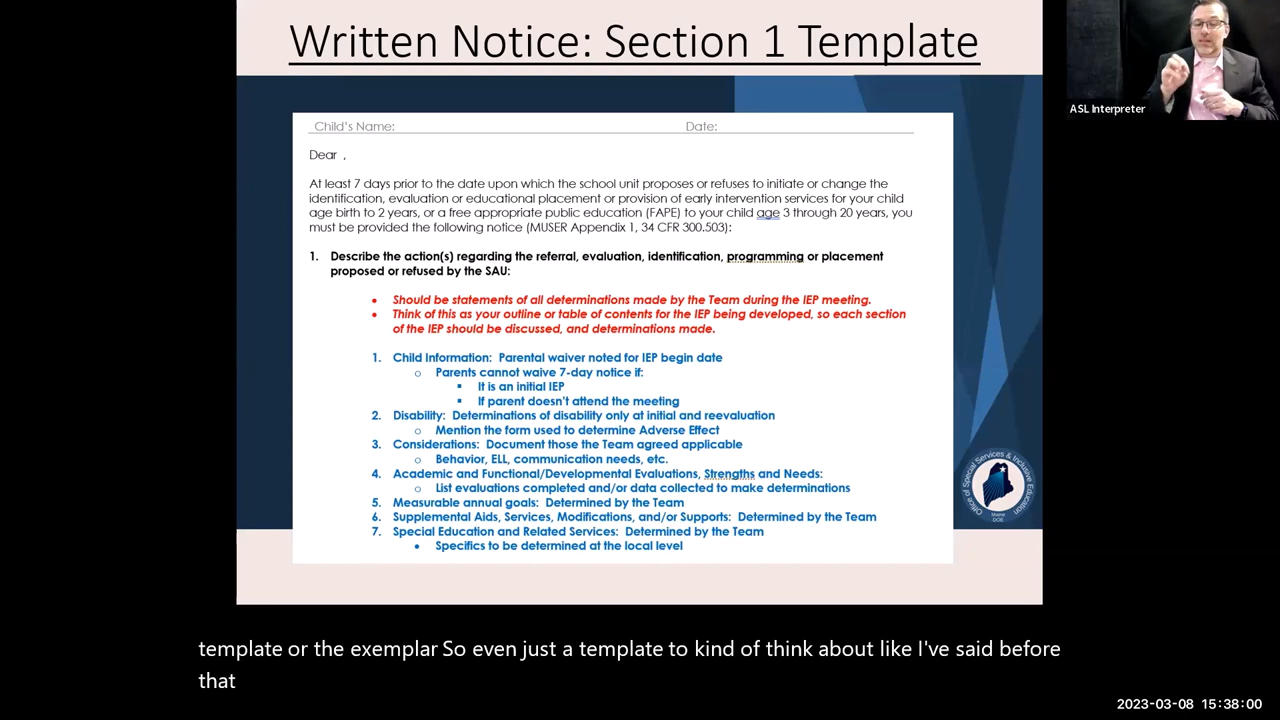 Written Notice: Section 1 Template
ASL Interpreter
Child's Name: Date:
Dear ,
At least 7 days prior to the date upon which the school unit proposes or refuses to initiate or change the
identification, evaluation or educational placement or provision of early intervention services for your child
age birth to 2 years, or a free appropriate public education (FAPE) to your child age 3 through 20 years, you
must be provided the following notice (MUSER Appendix 1, 34 CFR 300.503):
1. Describe the action(s) regarding the referral, evaluation, identification, programming or placement
proposed or refused by the SAU:
• Should be statements of all determinations made by the Team during the IEP meeting.
• Think of this as your outline or table of contents for the IEP being developed, so each section
of the IEP should be discussed, and determinations made.
1. Child Information: Parental waiver noted for IEP begin date
o Parents cannot waive 7-day notice if:
▪ It is an initial IEP
▪ If parent doesn't attend the meeting
2. Disability: Determinations of disability only at initial and reevaluation
o Mention the form used to determine Adverse Effect
3. Considerations: Document those the Team agreed applicable
o Behavior, ELL, communication needs, etc.
4. Academic and Functional/Developmental Evaluations, Strengths and Needs:
o List evaluations completed and/or data collected to make determinations
5. Measurable annual goals: Determined by the Team
6. Supplemental Aids, Services, Modifications, and/or Supports: Determined by the Team
7. Special Education and Related Services: Determined by the Team
• Specifics to be determined at the local level
Office of Special Services & Inclusive Education
Maine
DOE
template or the exemplar So even just a template to kind of think about like I've said before
that
2023-03-08 15:38:00